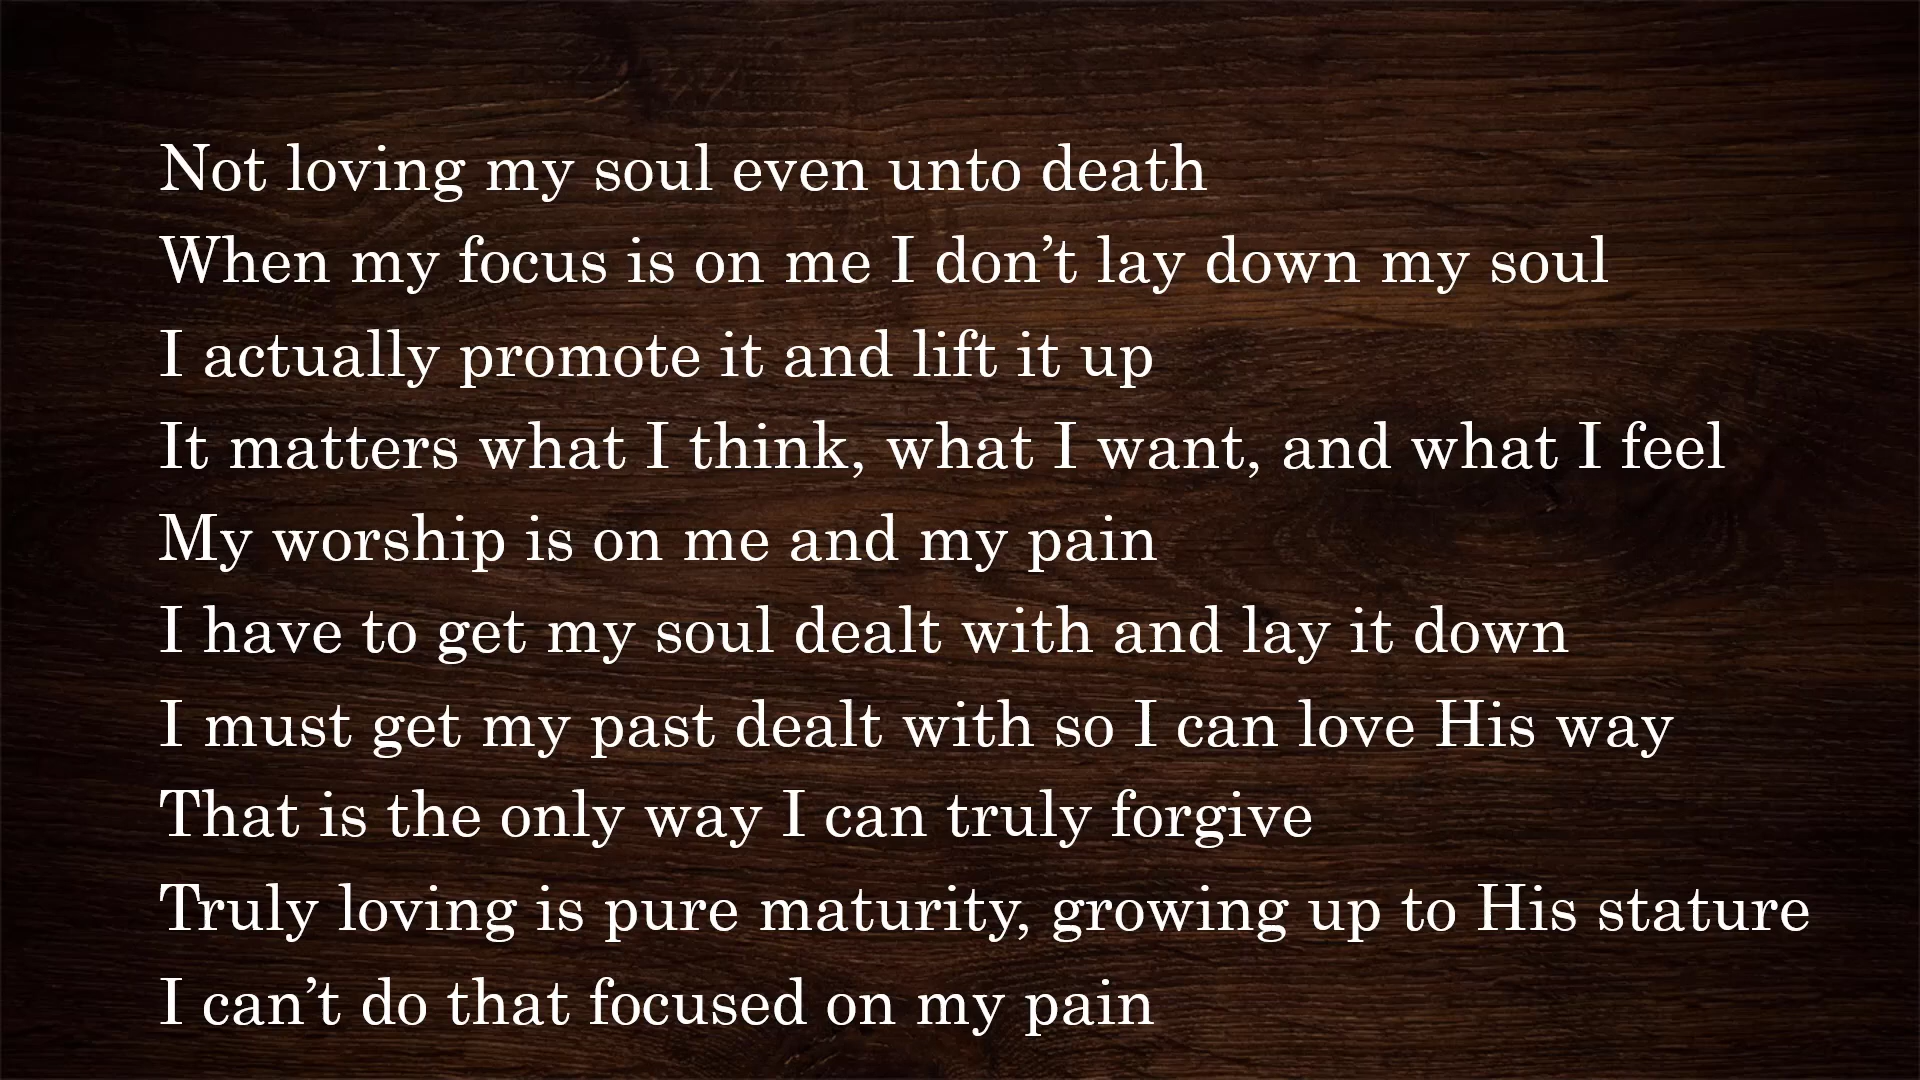 Not loving my soul even unto death
When my focus is on me I don’t lay down my soul
I actually promote it and lift it up
It matters what I think, what I want, and what I feel
My worship is on me and my pain
I have to get my soul dealt with and lay it down
I must get my past dealt with so I can love His way
That is the only way I can truly forgive
Truly loving is pure maturity, growing up to His stature
I can’t do that focused on my pain